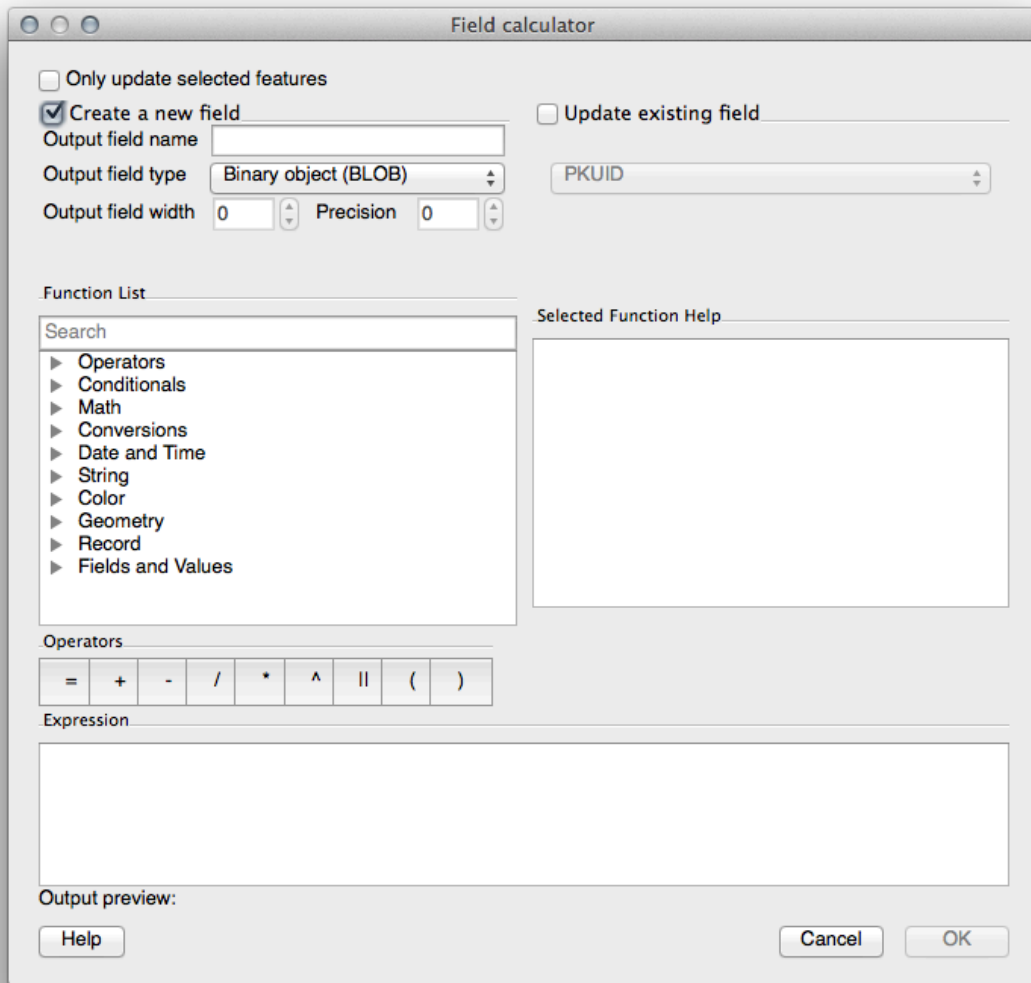 Field calculator
Only update selected features
Create a new field
Update existing field
Output field name
Output field type Binary object (BLOB)
PKUID
Output field width 0 Precision 0
Function List
Selected Function Help
Search
Operators
Conditionals
Math
Conversions
Date and Time
String
Color
Geometry
Record
Fields and Values
Operators
= + - / * ^ || ( )
Expression
Output preview:
Help
Cancel
OK